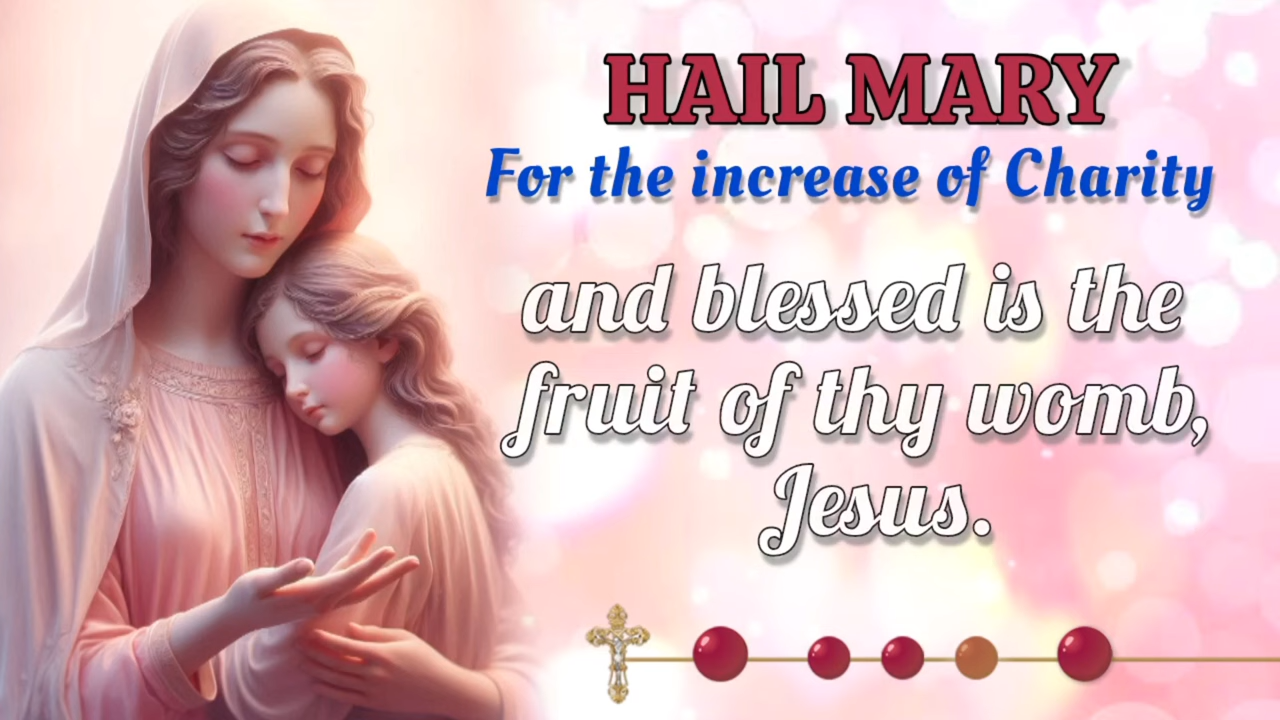 HAIL MARY
For the increase of Charity
and blessed is the
fruit of thy womb,
Jesus.